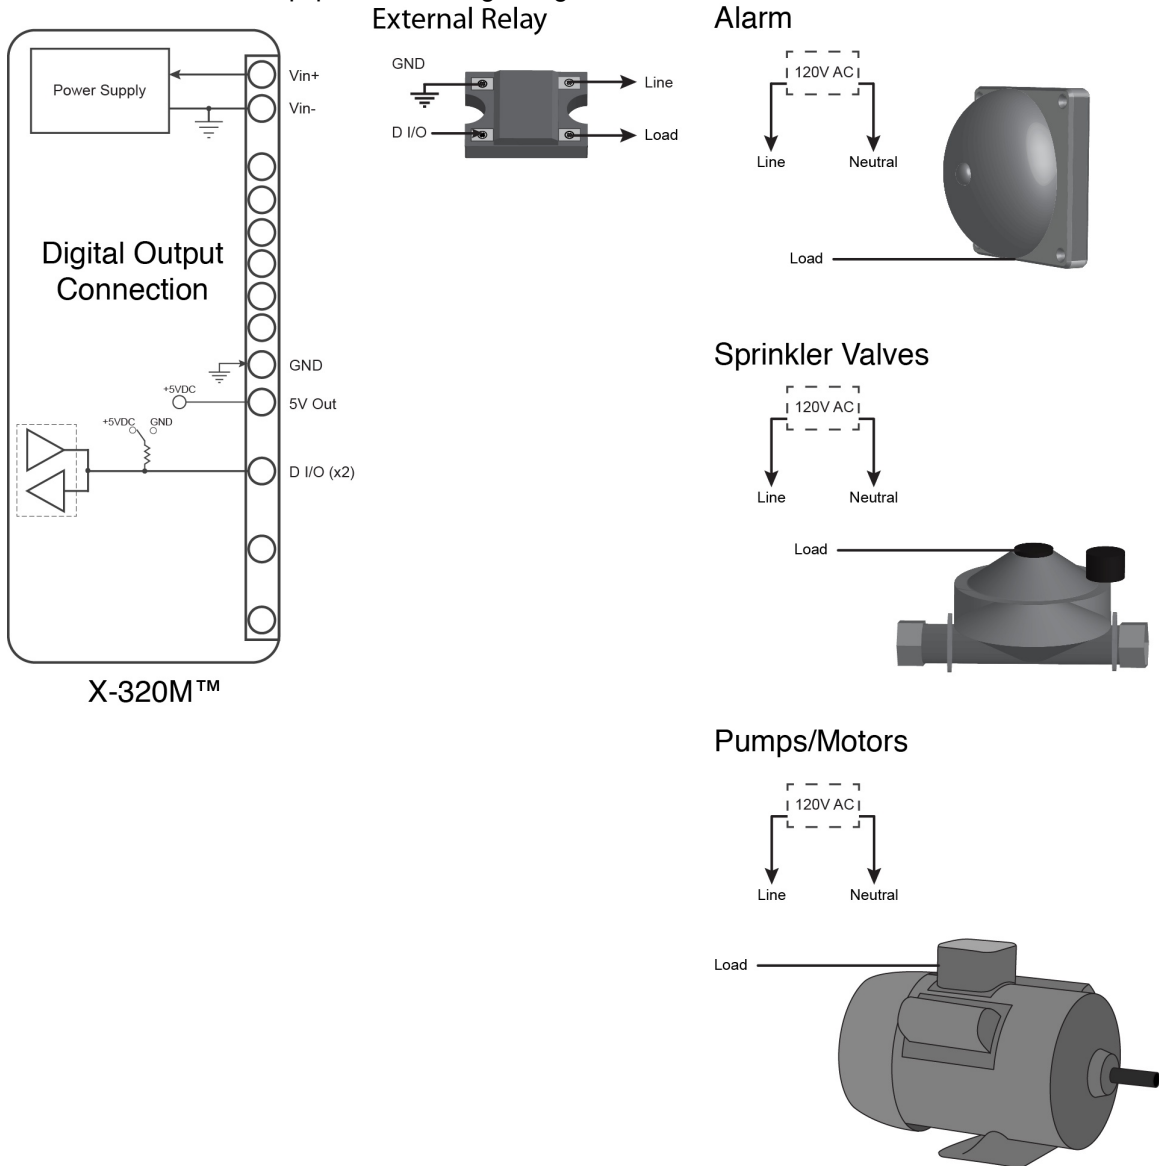 External Relay
Alarm
Power Supply
Vin+
Vin-
GND
Line
D I/O
Load
120V AC
Line
Neutral
Load
Digital Output
Connection
GND
+5VDC
5V Out
+5VDC
GND
D I/O (x2)
X-320M™
Sprinkler Valves
120V AC
Line
Neutral
Load
Pumps/Motors
120V AC
Line
Neutral
Load